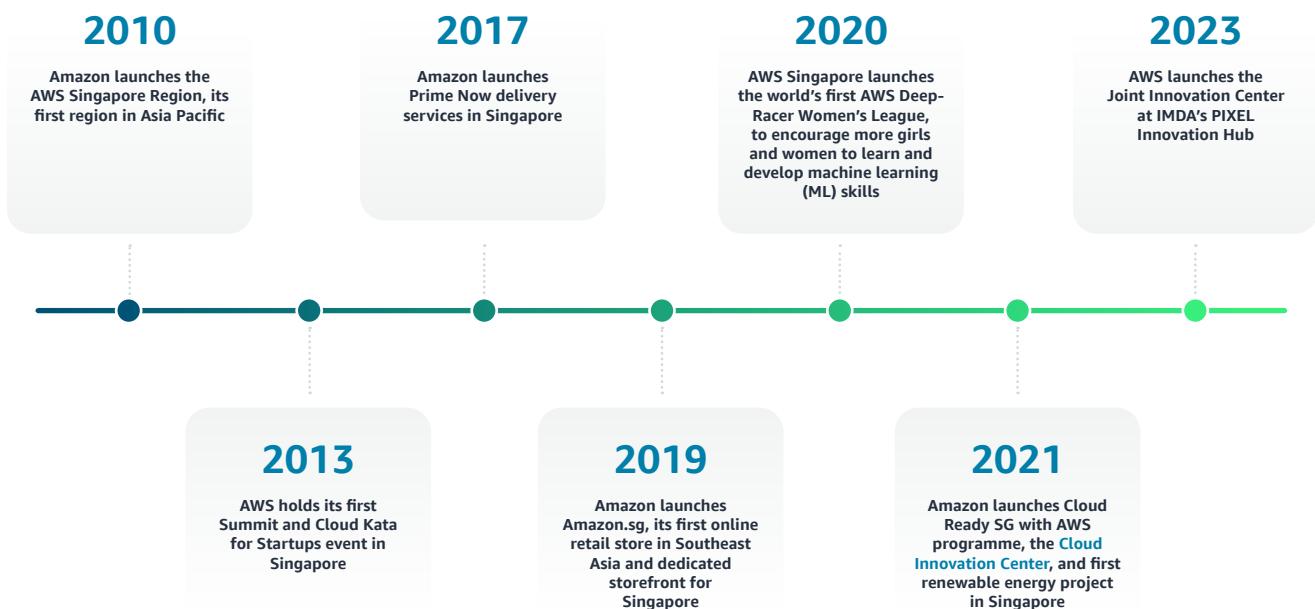 2010
Amazon launches the
AWS Singapore Region, its
first region in Asia Pacific
2017
Amazon launches
Prime Now delivery
services in Singapore
2020
AWS Singapore launches
the world's first AWS Deep-
Racer Women's League,
to encourage more girls
and women to learn and
develop machine learning
(ML) skills
2023
AWS launches the
Joint Innovation Center
at IMDA's PIXEL
Innovation Hub
2013
AWS holds its first
Summit and Cloud Kata
for Startups event in
Singapore
2019
Amazon launches
Amazon.sg, its first online
retail store in Southeast
Asia and dedicated
storefront for
Singapore
2021
Amazon launches Cloud
Ready SG with AWS
programme, the Cloud
Innovation Center, and first
renewable energy project
in Singapore